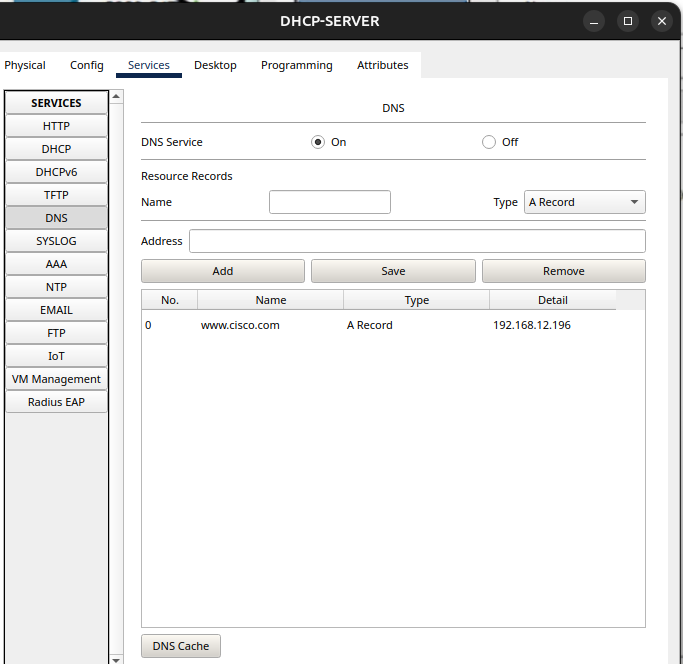 DHCP-SERVER
Physical Config Services Desktop Programming Attributes
SERVICES
HTTP
DHCP
DHCPv6
TFTP
DNS
SYSLOG
AAA
NTP
EMAIL
FTP
IoT
VM Management
Radius EAP
DNS
DNS Service On Off
Resource Records
Name Type A Record
Address
Add Save Remove
No. Name Type Detail
0 www.cisco.com A Record 192.168.12.196
DNS Cache